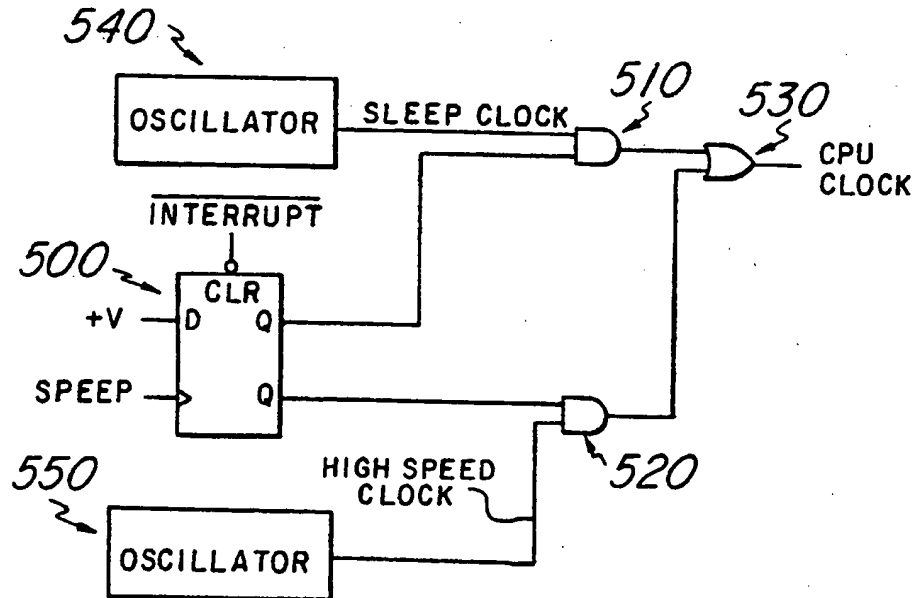 540
OSCILLATOR
SLEEP CLOCK
510
530
CPU
CLOCK
INTERRUPT
500
CLR
+V
D
Q
SPEEP
Q
520
HIGH SPEED
CLOCK
550
OSCILLATOR